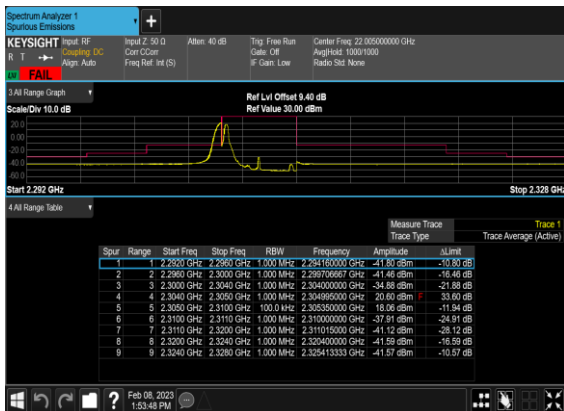 Spectrum Analyzer 1
Spurious Emissions
KEYSIGHT Input: RF Input Z: 50 Ω Atten: 40 dB Trig: Free Run Center Freq: 22.005000000 GHz
R T Coupling: DC Corr CCorr Gate: Off Avg|Hold: 1000/1000
Align: Auto Freq Ref: Int (S) IF Gain: Low Radio Std: None
FAIL
3 All Range Graph
Ref Lvl Offset 9.40 dB
Scale/Div 10.0 dB Ref Value 30.00 dBm
20.0
0.00
-20.0
-40.0
-60.0
Start 2.292 GHz Stop 2.328 GHz
4 All Range Table
Measure Trace Trace 1
Trace Type Trace Average (Active)
Spur Range Start Freq Stop Freq RBW Frequency Amplitude ΔLimit
1 1 2.2920 GHz 2.2960 GHz 1.000 MHz 2.294160000 GHz -41.80 dBm -10.80 dB
2 2 2.2960 GHz 2.3000 GHz 1.000 MHz 2.299706667 GHz -41.46 dBm -16.46 dB
3 3 2.3000 GHz 2.3040 GHz 1.000 MHz 2.304000000 GHz -34.88 dBm -21.88 dB
4 4 2.3040 GHz 2.3050 GHz 1.000 MHz 2.304995000 GHz 20.60 dBm F 33.60 dB
5 5 2.3050 GHz 2.3100 GHz 100.0 kHz 2.305350000 GHz 18.06 dBm -11.94 dB
6 6 2.3100 GHz 2.3110 GHz 1.000 MHz 2.310000000 GHz -37.91 dBm -24.91 dB
7 7 2.3110 GHz 2.3200 GHz 1.000 MHz 2.311015000 GHz -41.12 dBm -28.12 dB
8 8 2.3200 GHz 2.3240 GHz 1.000 MHz 2.320400000 GHz -41.59 dBm -16.59 dB
9 9 2.3240 GHz 2.3280 GHz 1.000 MHz 2.325413333 GHz -41.57 dBm -10.57 dB
Feb 08, 2023
1:53:48 PM